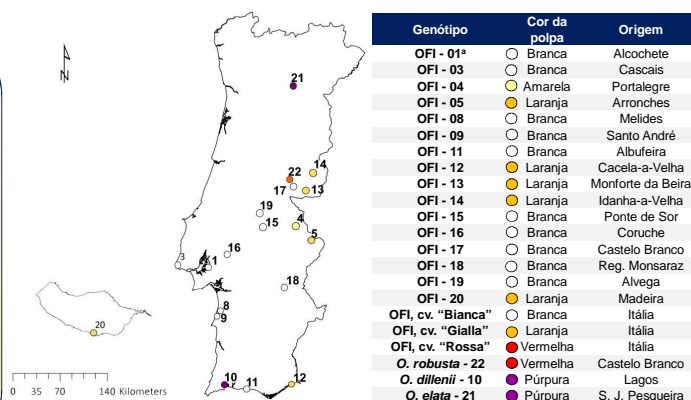 N
21
22
14
17
13
19
15
4
5
16
3
1
18
8
9
20
10
11
12
0 35 70 140 Kilometers
Genótipo Cor da polpa Origem
OFI - 01ª Branca Alcochete
OFI - 03 Branca Cascais
OFI - 04 Amarela Portalegre
OFI - 05 Laranja Arronches
OFI - 08 Branca Melides
OFI - 09 Branca Santo André
OFI - 11 Branca Albufeira
OFI - 12 Laranja Cacela-a-Velha
OFI - 13 Laranja Monforte da Beira
OFI - 14 Laranja Idanha-a-Velha
OFI - 15 Branca Ponte de Sor
OFI - 16 Branca Coruche
OFI - 17 Branca Castelo Branco
OFI - 18 Branca Reg. Monsaraz
OFI - 19 Branca Alvega
OFI - 20 Laranja Madeira
OFI, cv. “Bianca” Branca Itália
OFI, cv. “Gialla” Laranja Itália
OFI, cv. “Rossa” Vermelha Itália
O. robusta - 22 Vermelha Castelo Branco
O. dillenii - 10 Púrpura Lagos
O. elata - 21 Púrpura S. J. Pesqueira